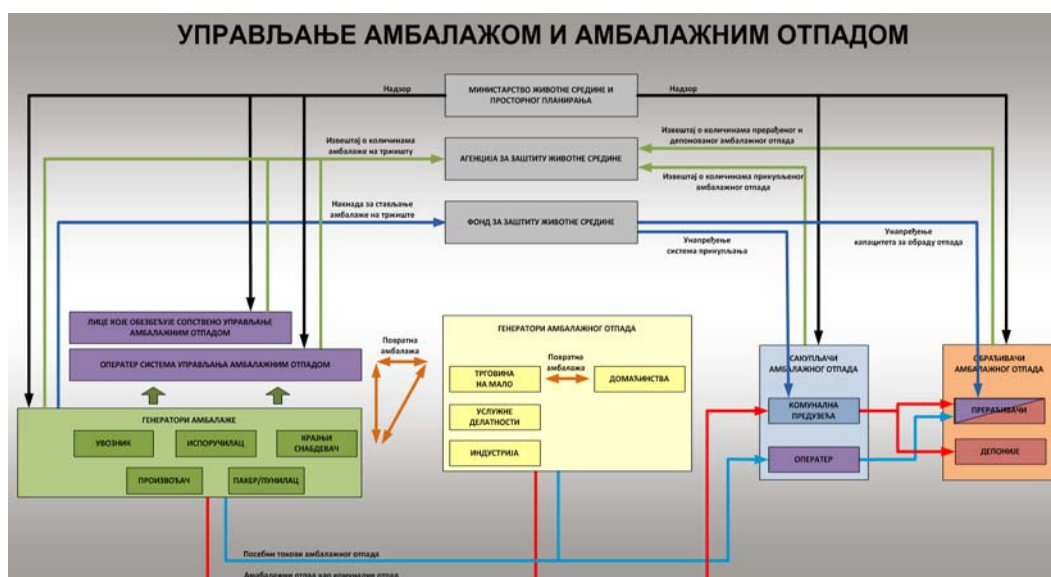 УПРАВЉАЊЕ АМБАЛАЖОМ И АМБАЛАЖНИМ ОТПАДОМ
Надзор
МИНИСТАРСТВО ЖИВОТНЕ СРЕДИНЕ И
ПРОСТОРНОГ ПЛАНИРАЊА
Надзор
Извештај о количинама
амбалаже на тржишту
АГЕНЦИЈА ЗА ЗАШТИТУ ЖИВОТНЕ СРЕДИНЕ
Извештај о количинама прерађеног и
депонованог амбалажног отпада
Извештај о количинама прикупљеног
амбалажног отпада
Накнада за стављање
амбалаже на тржиште
ФОНД ЗА ЗАШТИТУ ЖИВОТНЕ СРЕДИНЕ
Унапређење
система прикупљања
Унапређење
капацитета за обраду отпада
ЛИЦЕ КОЈЕ ОБЕЗБЕЂУЈЕ СОПСТВЕНО УПРАВЉАЊЕ
АМБАЛАЖНИМ ОТПАДОМ
ОПЕРАТЕР СИСТЕМА УПРАВЉАЊА АМБАЛАЖНИМ ОТПАДОМ
Повратна
амбалажа
ГЕНЕРАТОРИ АМБАЛАЖЕ
УВОЗНИК
ИСПОРУЧИЛАЦ
КРАЈЊИ
СНАБДЕВАЧ
ПРОИЗВОЂАЧ
ПАКЕР/ПУНИЛАЦ
ГЕНЕРАТОРИ АМБАЛАЖНОГ ОТПАДА
ТРГОВИНА
НА МАЛО
Повратна
амбалажа
ДОМАЋИНСТВА
УСЛУЖНЕ
ДЕЛАТНОСТИ
ИНДУСТРИЈА
САКУПЉАЧИ
АМБАЛАЖНОГ ОТПАДА
КОМУНАЛНА
ПРЕДУЗЕЋА
ОПЕРАТЕР
ОБРАЂИВАЧИ
АМБАЛАЖНОГ ОТПАДА
ПРЕРАЂИВАЧИ
ДЕПОНИЈЕ
Посебни токови амбалажног отпада
Амбалажни отпад као комунални отпад